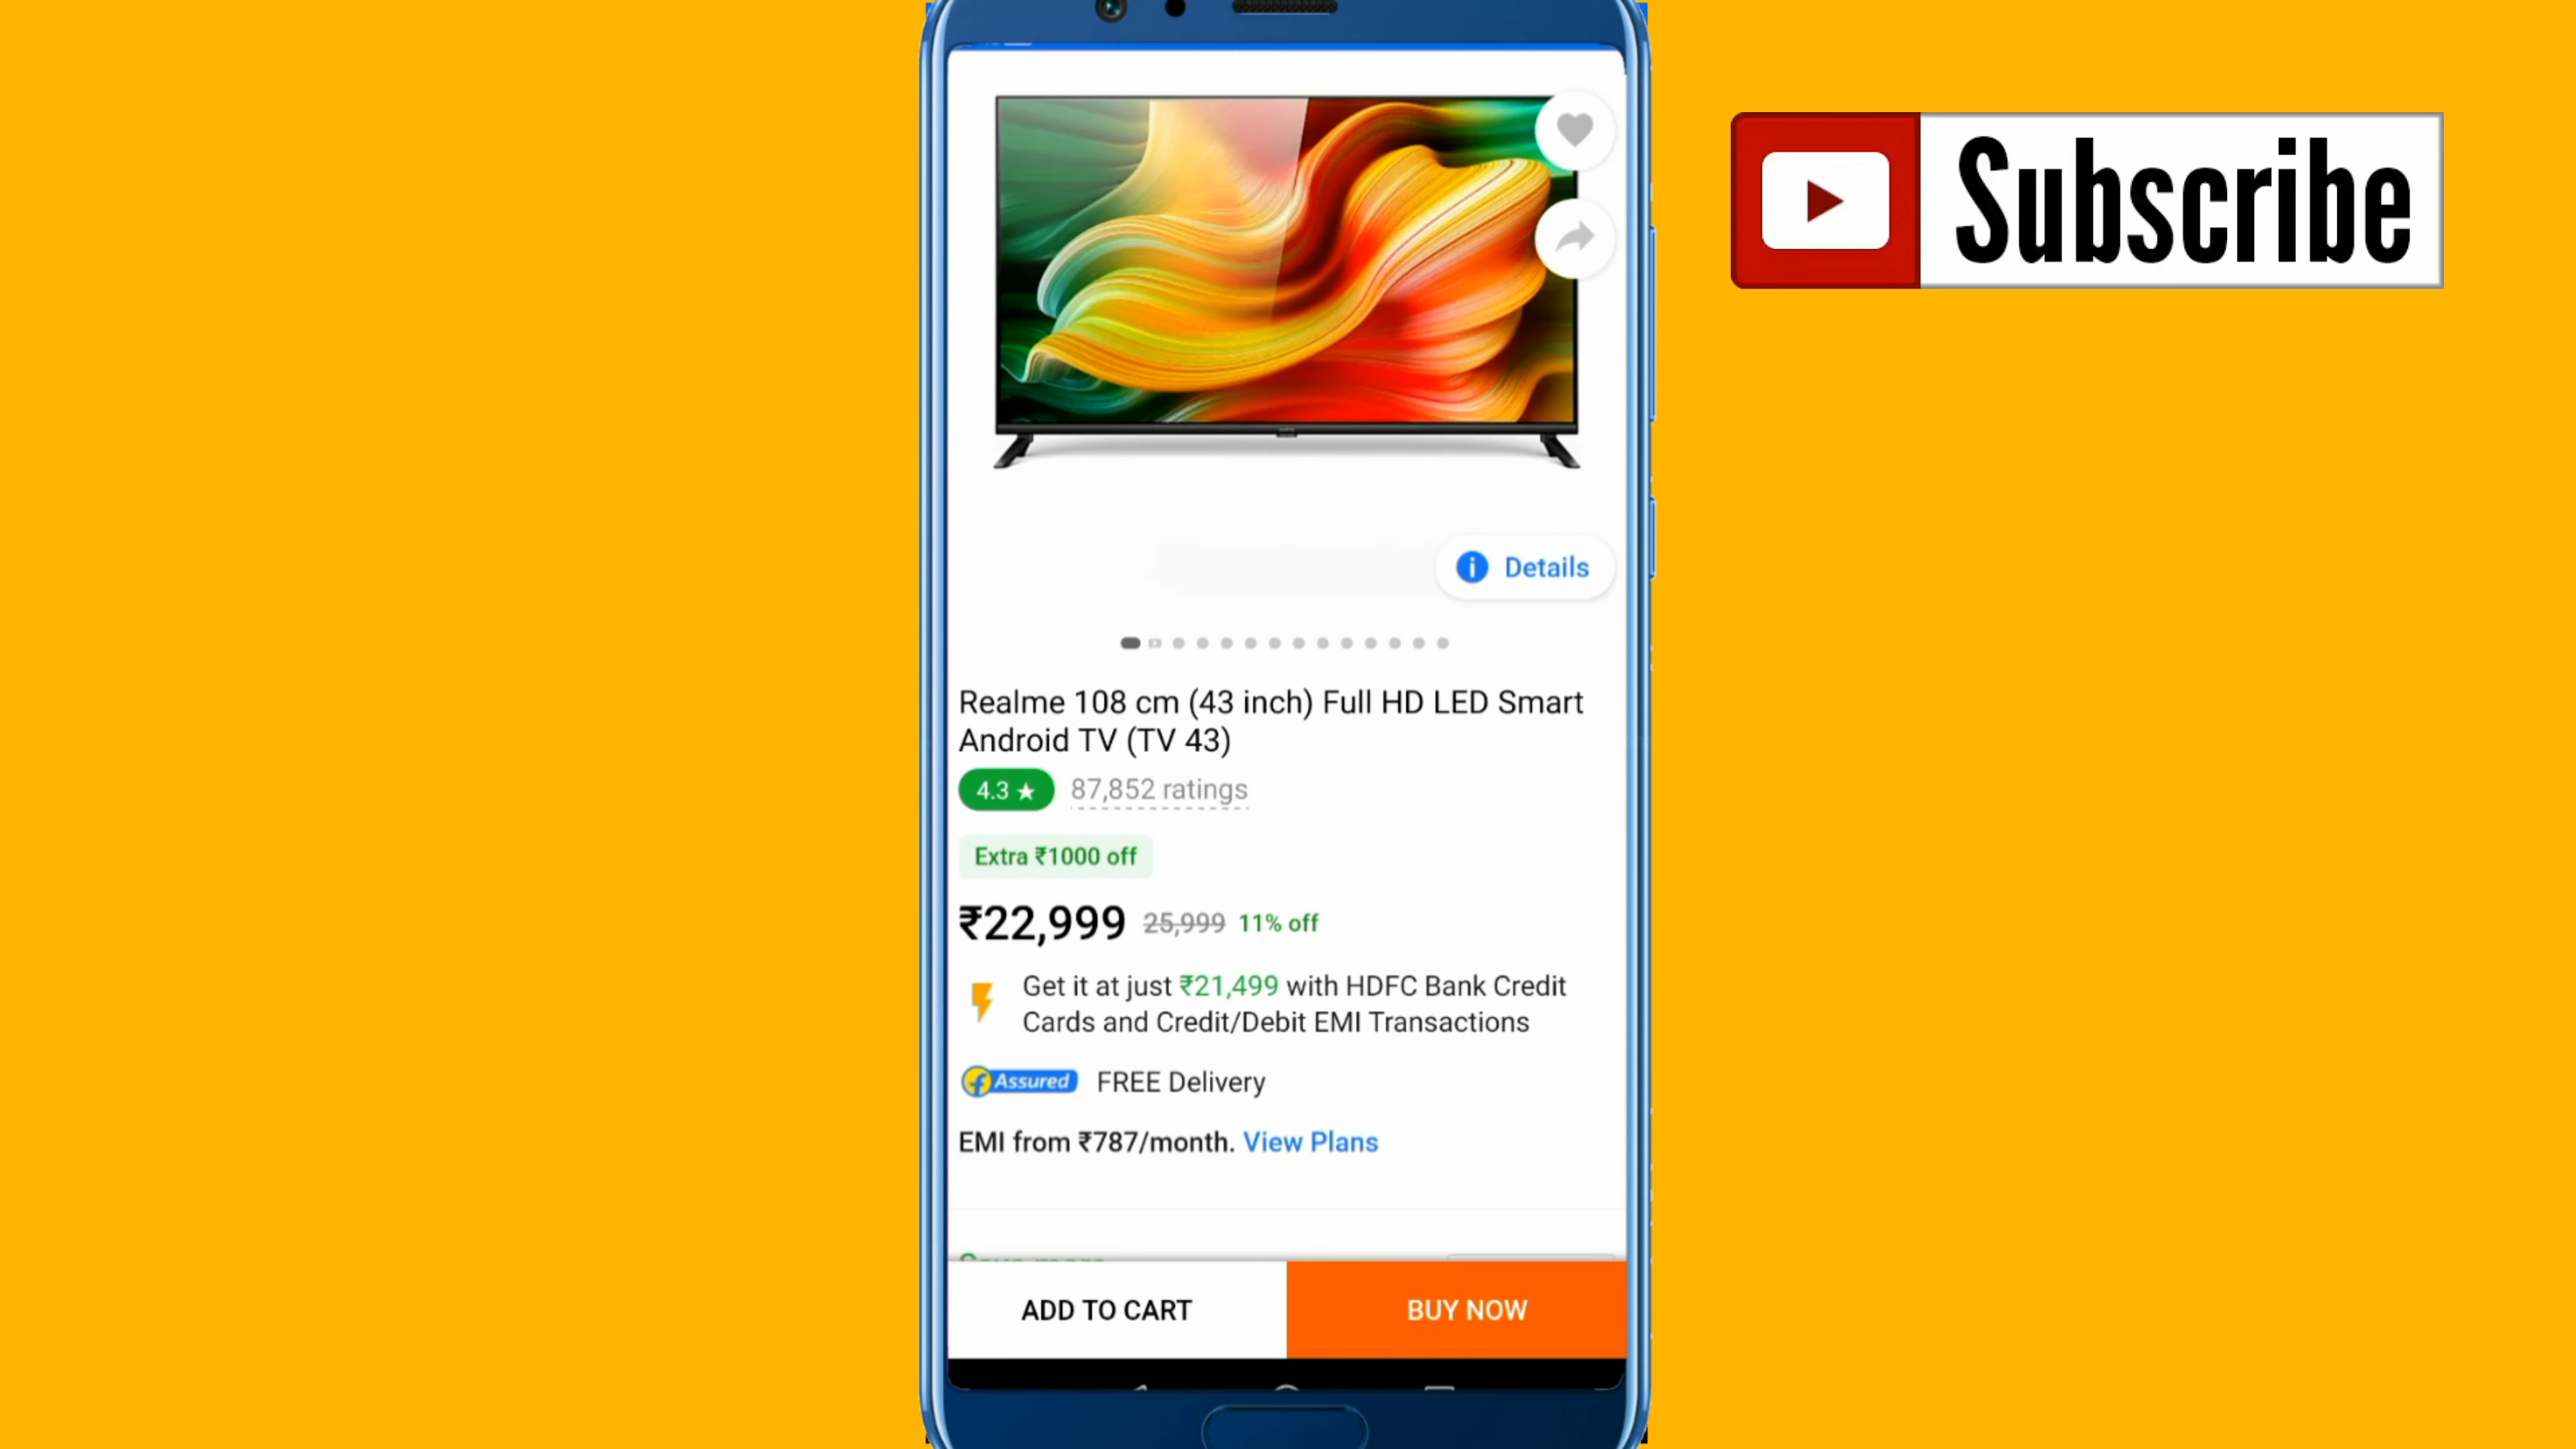 Subscribe
Details
Realme 108 cm (43 inch) Full HD LED Smart
Android TV (TV 43)
4.3 ★ 87,852 ratings
Extra ₹1000 off
₹22,999 25,999 11% off
Get it at just ₹21,499 with HDFC Bank Credit
Cards and Credit/Debit EMI Transactions
Assured FREE Delivery
EMI from ₹787/month. View Plans
ADD TO CART BUY NOW